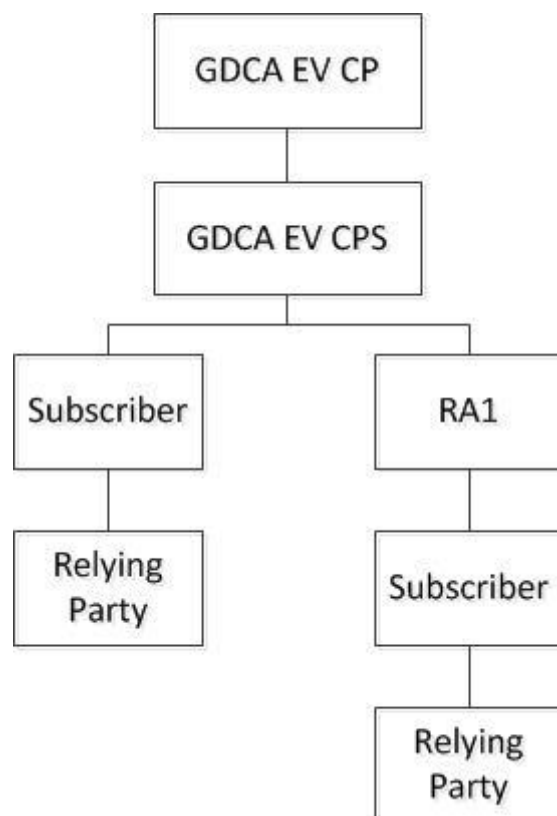 GDCA EV CP
GDCA EV CPS
Subscriber
RA1
Relying
Party
Subscriber
Relying
Party